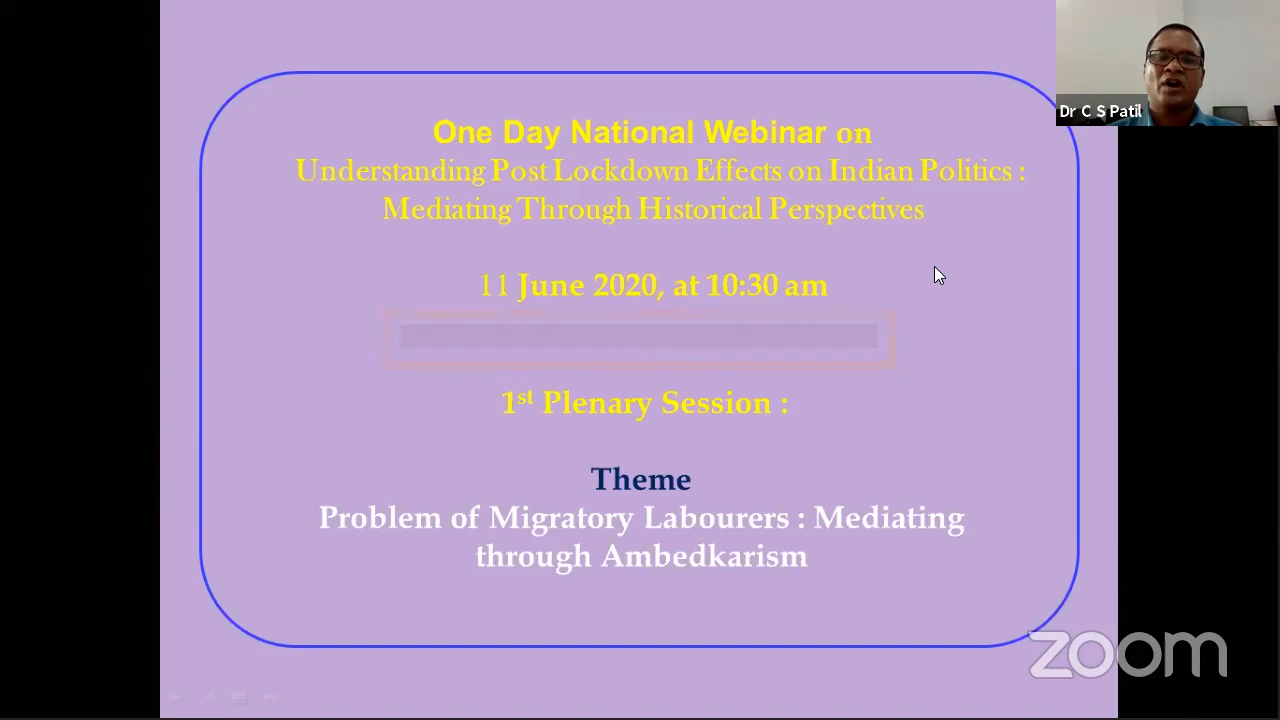 One Day National Webinar on
Understanding Post Lockdown Effects on Indian Politics :
Mediating Through Historical Perspectives
11 June 2020, at 10:30 am
1st Plenary Session :
Theme
Problem of Migratory Labourers : Mediating
through Ambedkarism
Dr C S Patil
zoom